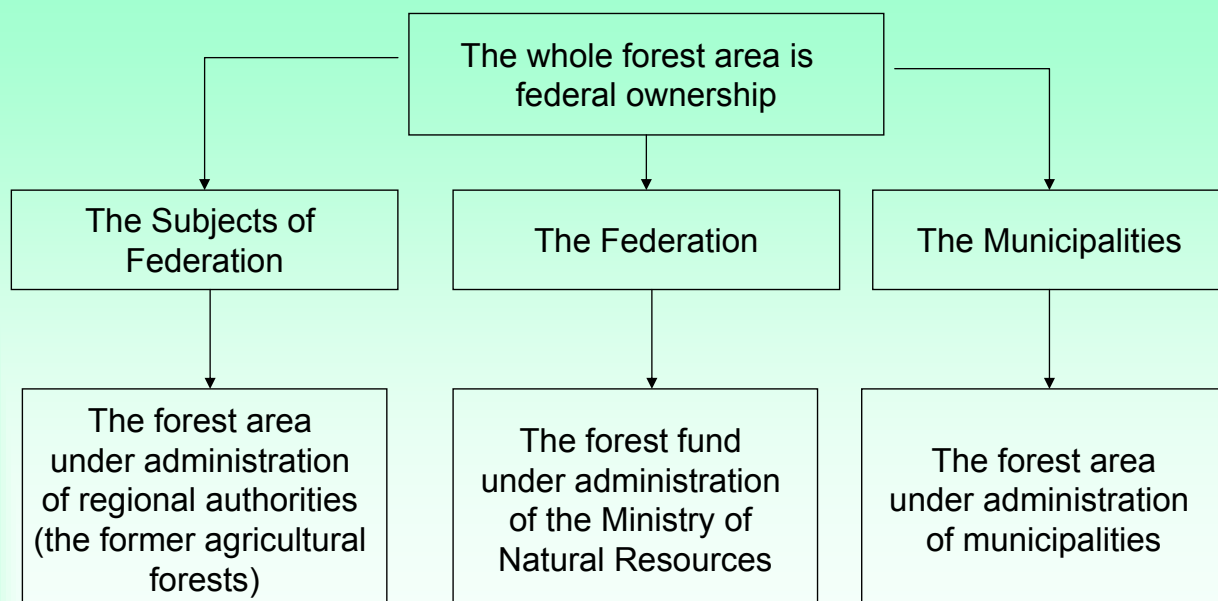 The whole forest area is
federal ownership
The Subjects of
Federation
The Federation
The Municipalities
The forest area
under administration
of regional authorities
(the former agricultural
forests)
The forest fund
under administration
of the Ministry of
Natural Resources
The forest area
under administration
of municipalities